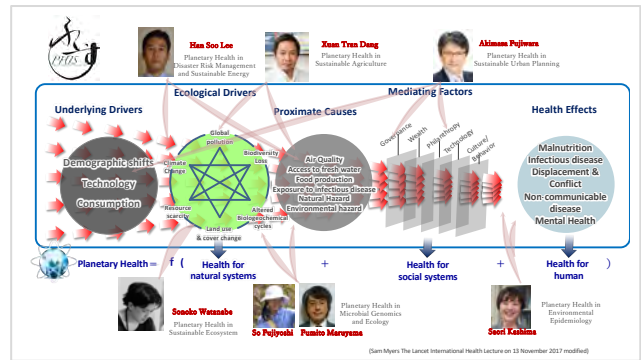 PHIS
Han Soo Lee
Planetary Health in
Disaster Risk Management
and Sustainable Energy
Xuan Tran Dang
Planetary Health in
Sustainable Agriculture
Akimasa Fujiwara
Planetary Health in
Sustainable Urban Planning
Ecological Drivers
Mediating Factors
Underlying Drivers
Proximate Causes
Health Effects
Demographic shifts
Technology
Consumption
Global
pollution
Climate
Change
Biodiversity
Loss
Resource
scarcity
Altered
Biogeochemical
cycles
Land use
& cover change
Air Quality
Access to fresh water
Food production
Exposure to infectious disease
Natural Hazard
Environmental hazard
Governance
Wealth
Philanthropy
Technology
Culture/
Behavior
Malnutrition
Infectious disease
Displacement &
Conflict
Non-communicable
disease
Mental Health
Planetary Health = f ( Health for natural systems + Health for social systems + Health for human )
Sonoko Watanabe
Planetary Health in
Sustainable Ecosystem
So Fujiyoshi
Fumito Maruyama
Planetary Health in
Microbial Genomics
and Ecology
Saori Kashima
Planetary Health in
Environmental
Epidemiology
(Sam Myers The Lancet International Health Lecture on 13 November 2017 modified)